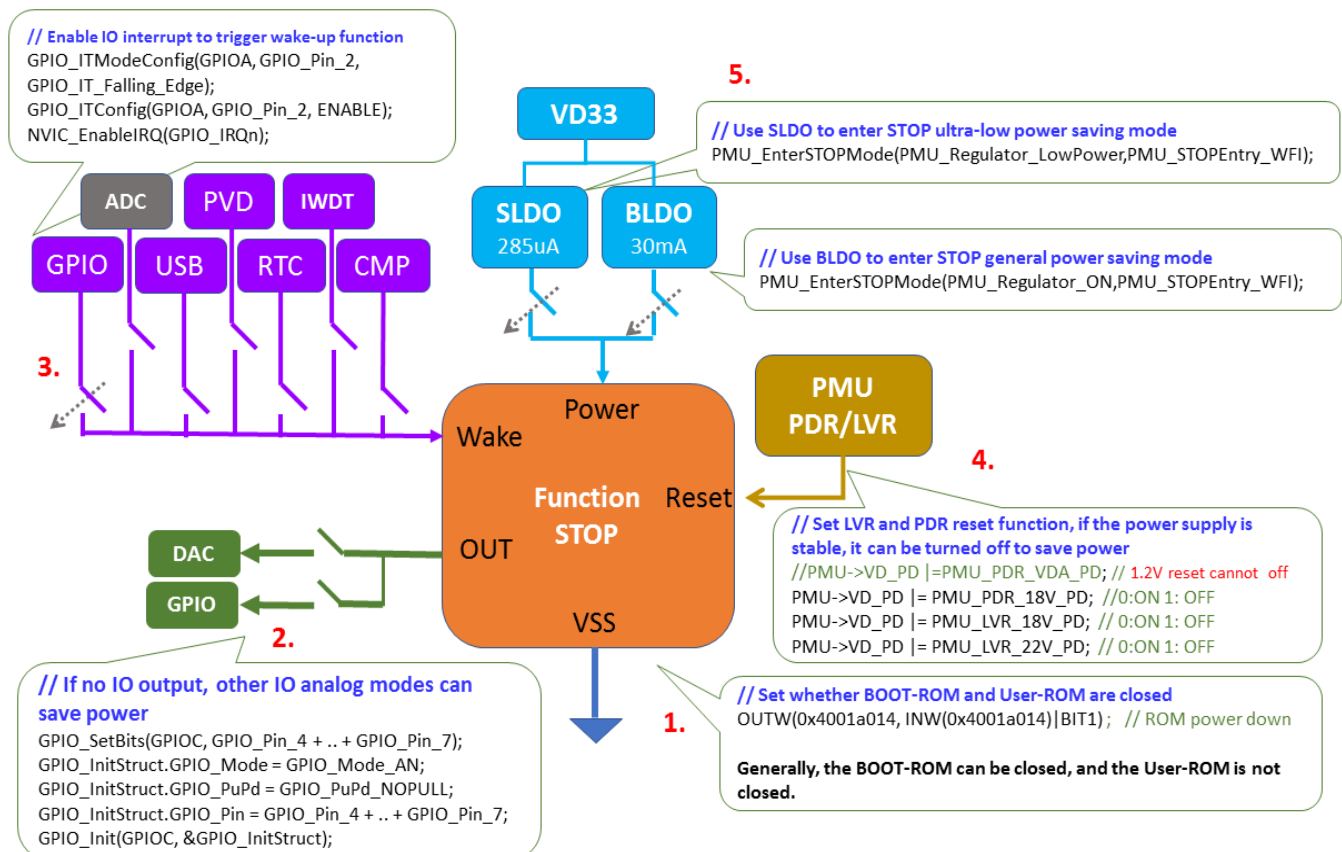 // Enable IO interrupt to trigger wake-up function
GPIO_ITModeConfig(GPIOA, GPIO_Pin_2,
GPIO_IT_Falling_Edge);
GPIO_ITConfig(GPIOA, GPIO_Pin_2, ENABLE);
NVIC_EnableIRQ(GPIO_IRQn);
5.
VD33
// Use SLDO to enter STOP ultra-low power saving mode
PMU_EnterSTOPMode(PMU_Regulator_LowPower,PMU_STOPEntry_WFI);
ADC
PVD
IWDT
GPIO
USB
RTC
CMP
SLDO
285uA
BLDO
30mA
// Use BLDO to enter STOP general power saving mode
PMU_EnterSTOPMode(PMU_Regulator_ON,PMU_STOPEntry_WFI);
3.
Power
Wake
Function
STOP
Reset
OUT
VSS
PMU
PDR/LVR
4.
// Set LVR and PDR reset function, if the power supply is
stable, it can be turned off to save power
//PMU->VD_PD |=PMU_PDR_VDA_PD; // 1.2V reset cannot off
PMU->VD_PD |= PMU_PDR_18V_PD; //0:ON 1: OFF
PMU->VD_PD |= PMU_LVR_18V_PD; // 0:ON 1: OFF
PMU->VD_PD |= PMU_LVR_22V_PD; // 0:ON 1: OFF
DAC
GPIO
2.
// If no IO output, other IO analog modes can
save power
GPIO_SetBits(GPIOC, GPIO_Pin_4 + .. + GPIO_Pin_7);
GPIO_InitStruct.GPIO_Mode = GPIO_Mode_AN;
GPIO_InitStruct.GPIO_PuPd = GPIO_PuPd_NOPULL;
GPIO_InitStruct.GPIO_Pin = GPIO_Pin_4 + .. + GPIO_Pin_7;
GPIO_Init(GPIOC, &GPIO_InitStruct);
1.
// Set whether BOOT-ROM and User-ROM are closed
OUTW(0x4001a014, INW(0x4001a014)|BIT1) ; // ROM power down
Generally, the BOOT-ROM can be closed, and the User-ROM is not
closed.